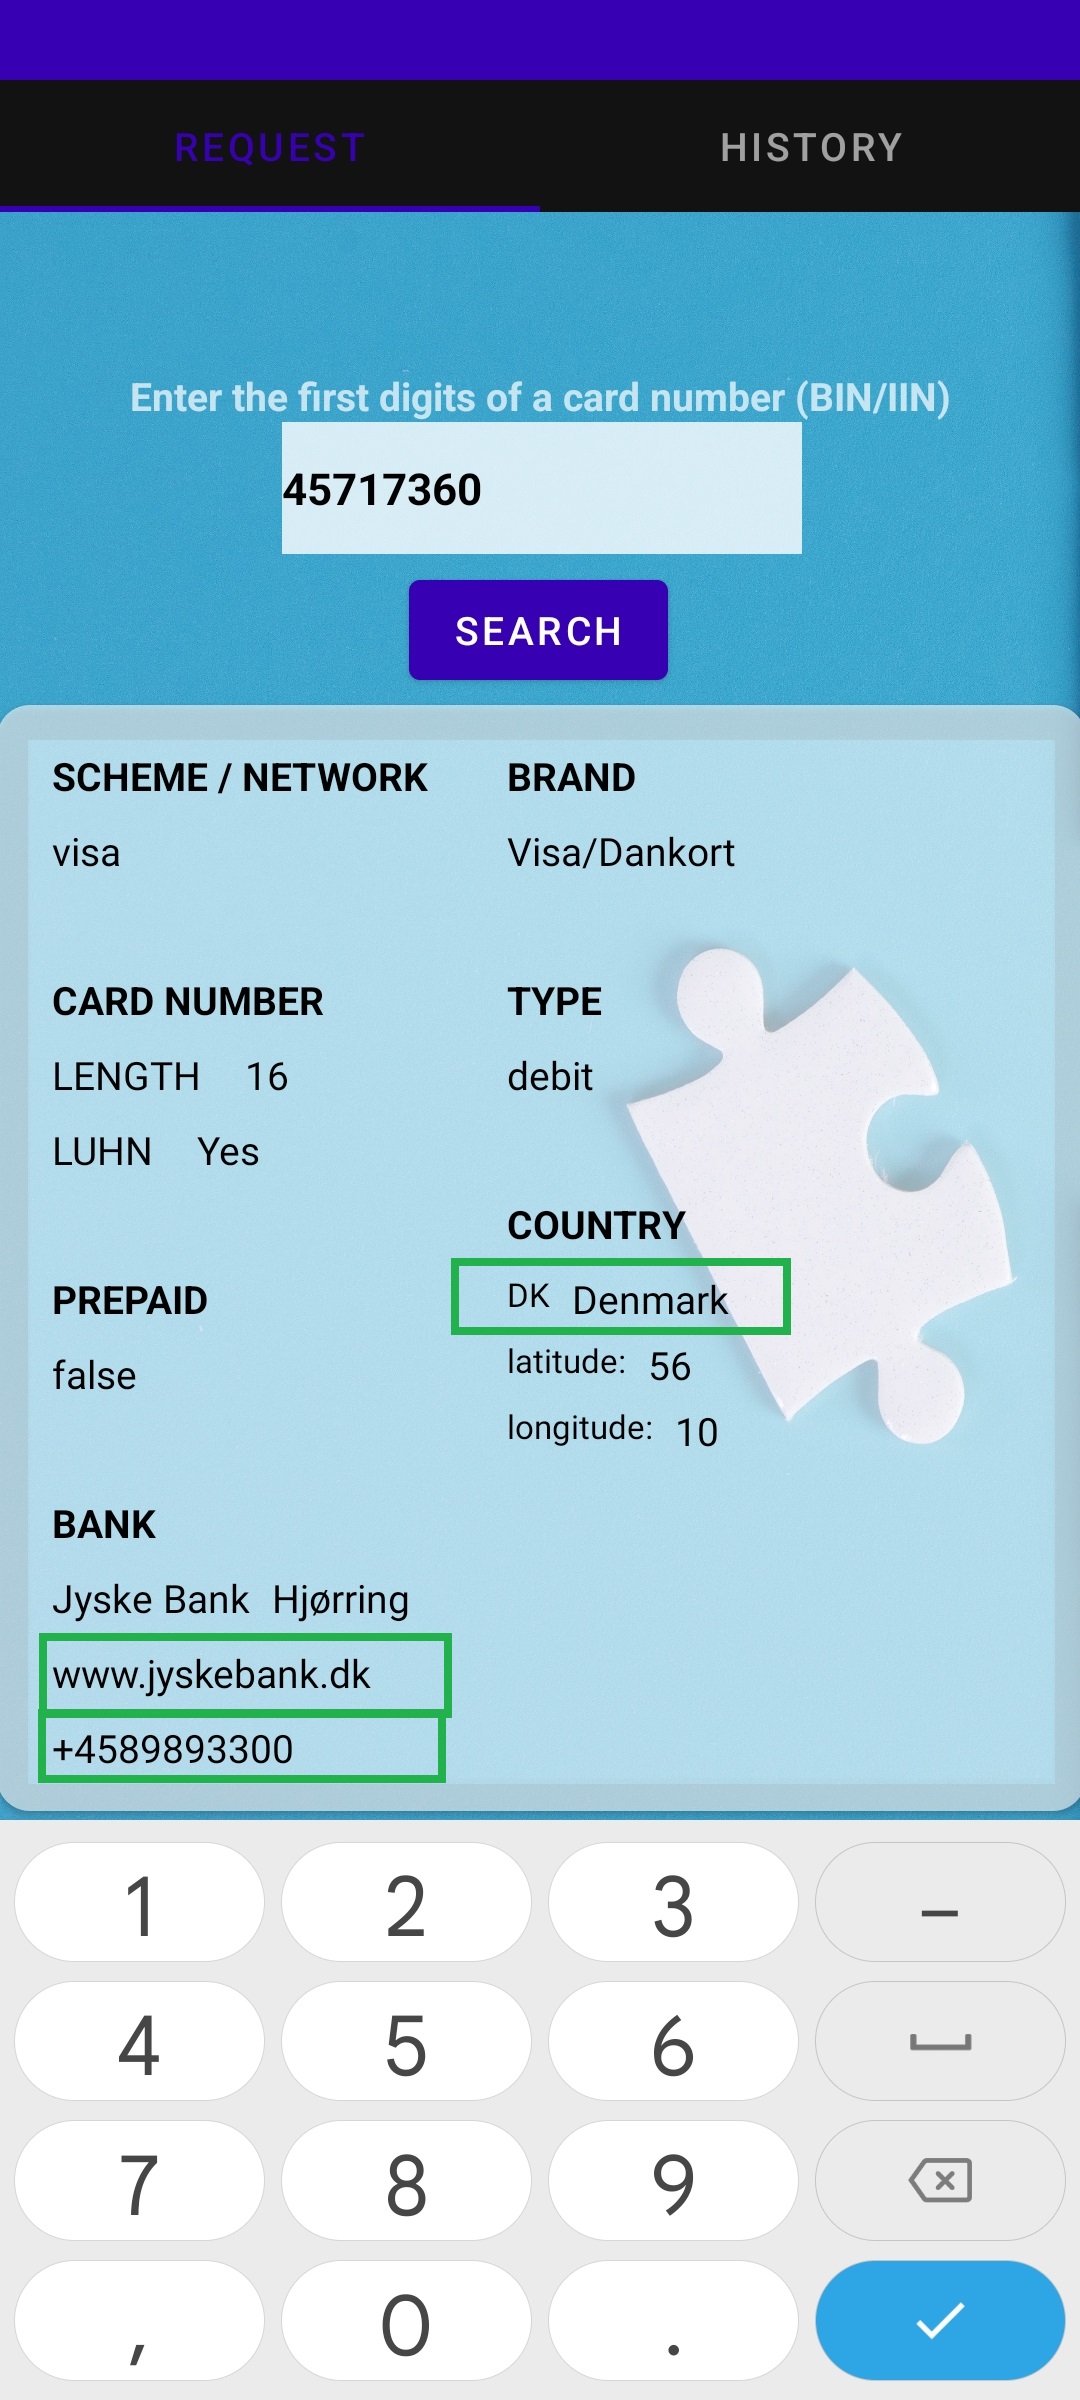 REQUEST HISTORY
Enter the first digits of a card number (BIN/IIN)
45717360
SEARCH
SCHEME / NETWORK
visa
BRAND
Visa/Dankort
CARD NUMBER
LENGTH 16
LUHN Yes
TYPE
debit
PREPAID
false
COUNTRY
DK Denmark
latitude: 56
longitude: 10
BANK
Jyske Bank Hjørring
www.jyskebank.dk
+4589893300
1 2 3 –
4 5 6
7 8 9
, 0 .